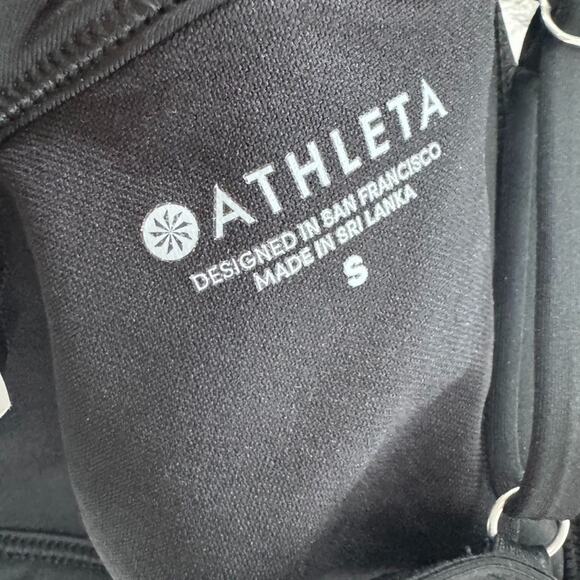 ATHLETA
DESIGNED IN SAN FRANCISCO
MADE IN SRI LANKA
S